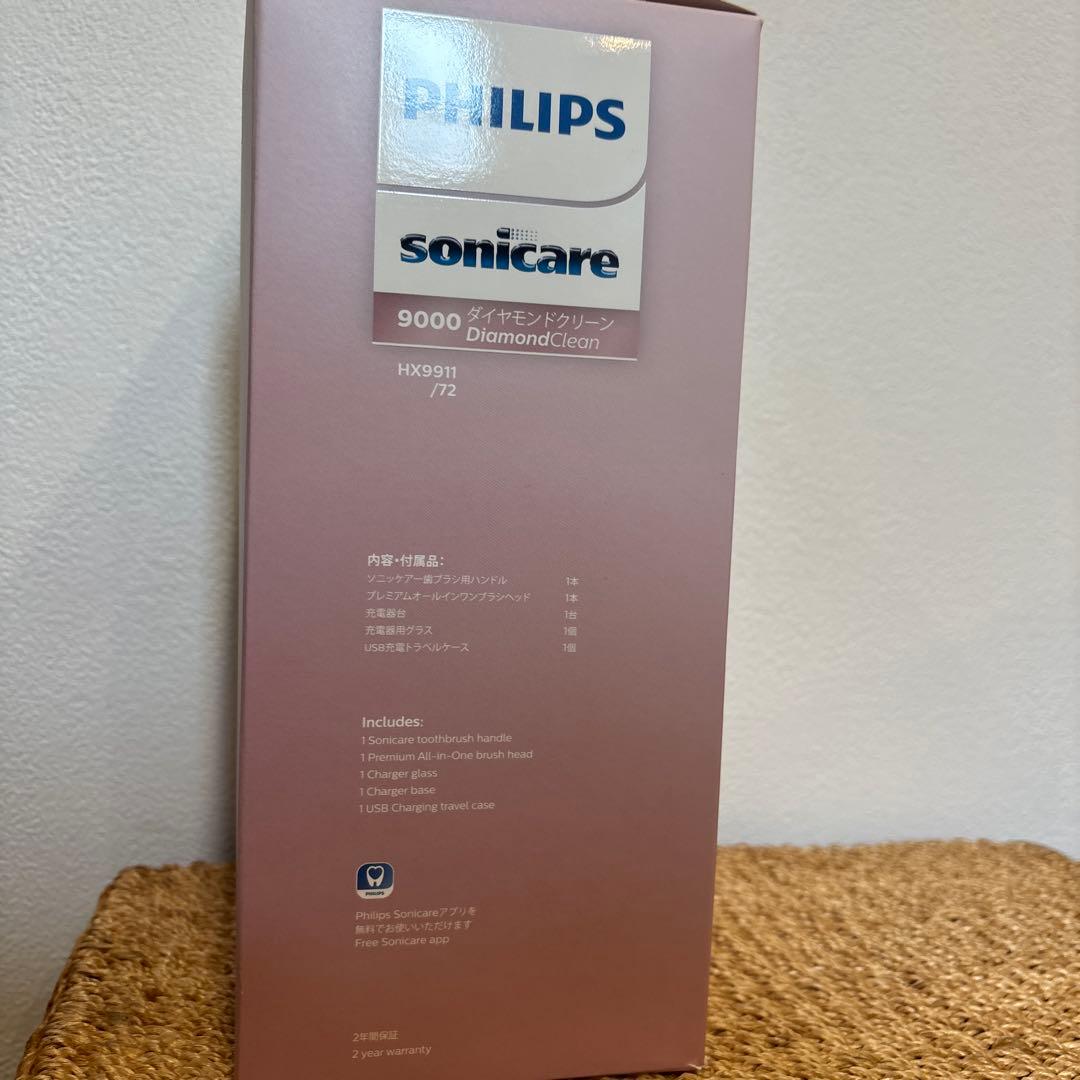 PHILIPS
sonicare
9000 ダイヤモンドクリーン
DiamondClean
HX9911
/72
内容・付属品：
ソニッケアー歯ブラシ用ハンドル 1本
プレミアムオールインワンブラシヘッド 1本
充電器台 1台
充電器用グラス 1個
USB充電トラベルケース 1個
Includes:
1 Sonicare toothbrush handle
1 Premium All-in-One brush head
1 Charger glass
1 Charger base
1 USB Charging travel case
PHILIPS
Philips Sonicareアプリを
無料でお使いいただけます
Free Sonicare app
2年間保証
2 year warranty